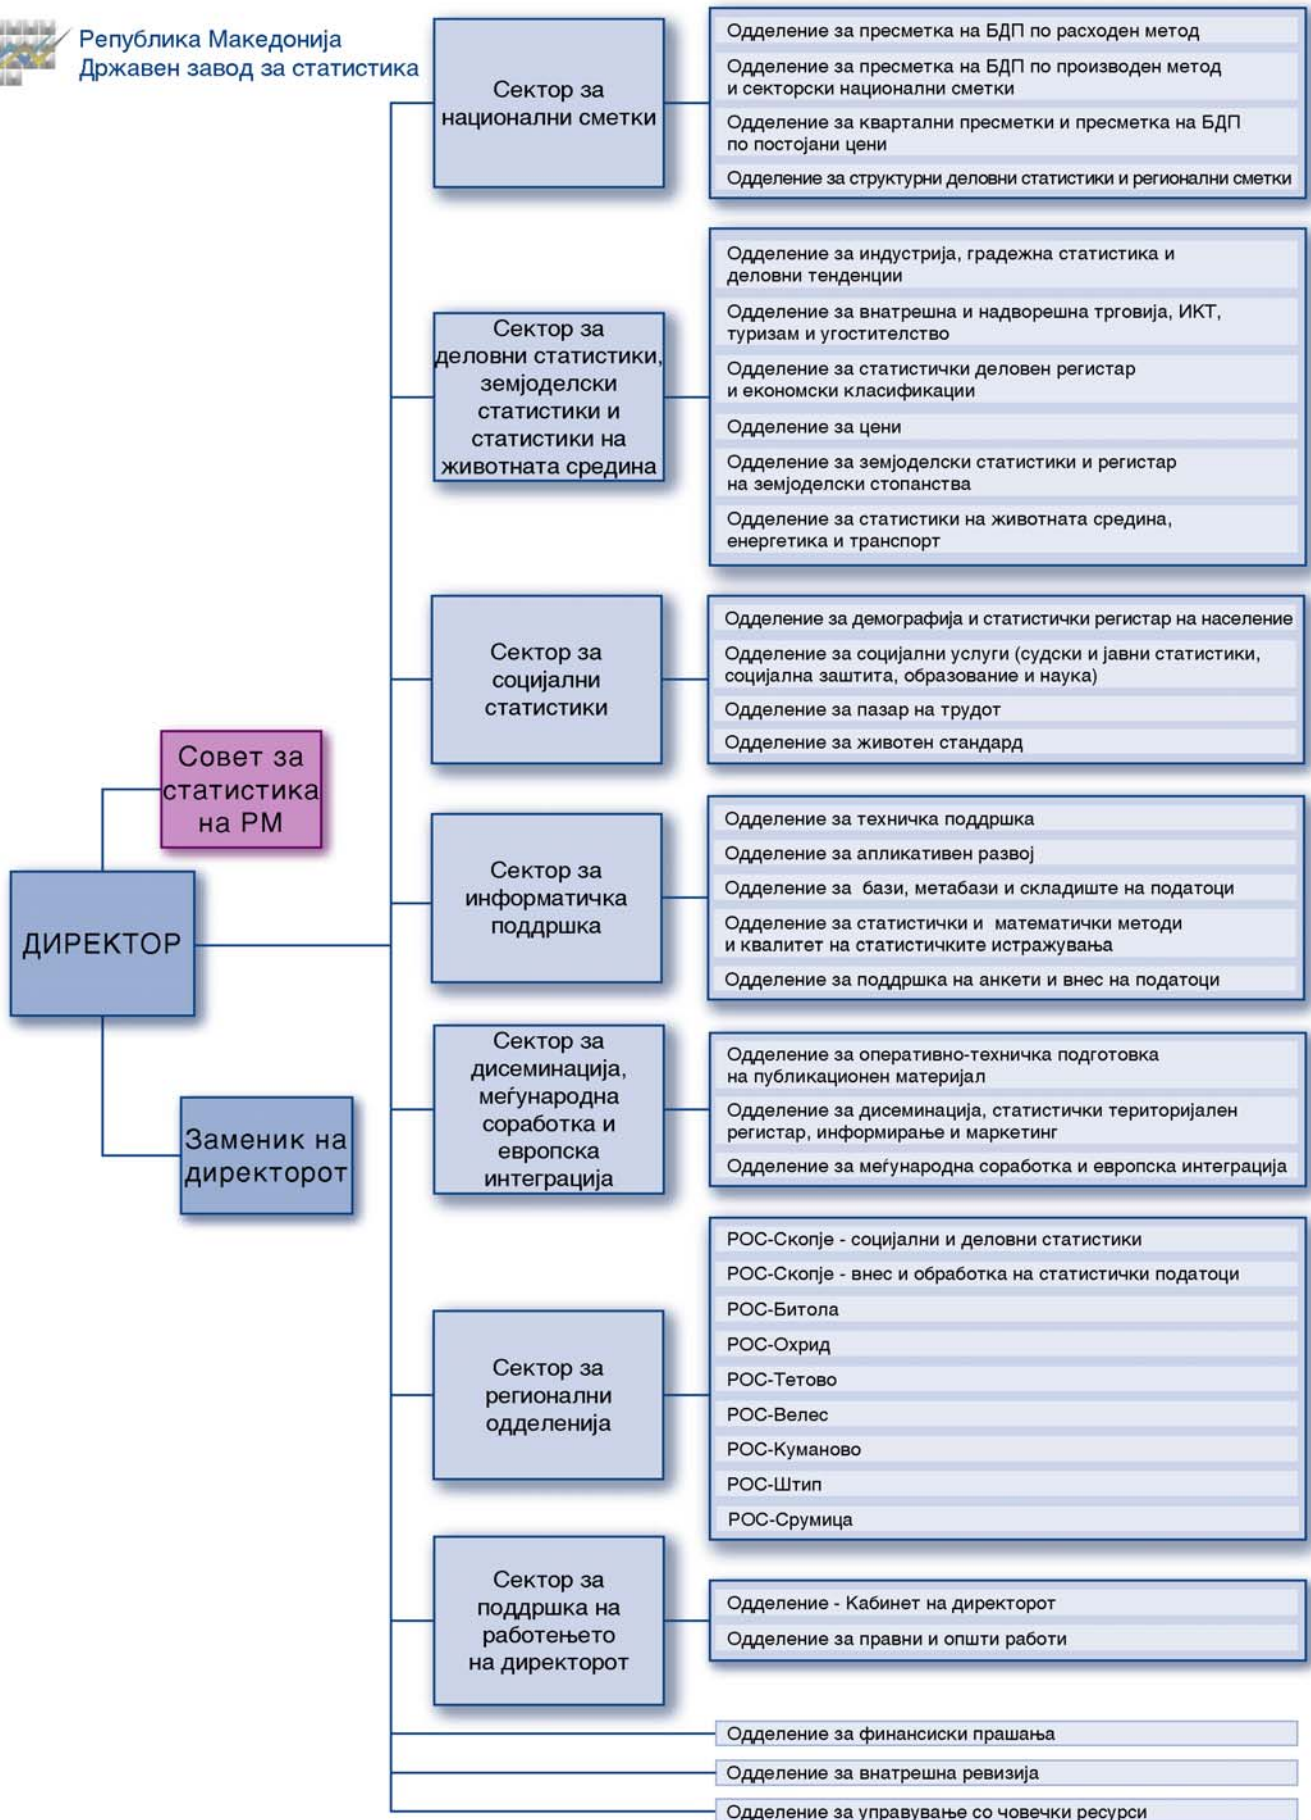 Република Македонија
Државен завод за статистика
Сектор за
национални сметки
Одделение за пресметка на БДП по расходен метод
Одделение за пресметка на БДП по производен метод
и секторски национални сметки
Одделение за квартални пресметки и пресметка на БДП
по постојани цени
Одделение за структурни деловни статистики и регионални сметки
Сектор за
деловни статистики,
земјоделски
статистики и
статистики на
животната средина
Одделение за индустрија, градежна статистика и
деловни тенденции
Одделение за внатрешна и надворешна трговија, ИКТ,
туризам и угостителство
Одделение за статистички деловен регистар
и економски класификации
Одделение за цени
Одделение за земјоделски статистики и регистар
на земјоделски стопанства
Одделение за статистики на животната средина,
енергетика и транспорт
Сектор за
социјални
статистики
Одделение за демографија и статистички регистар на население
Одделение за социјални услуги (судски и јавни статистики,
социјална заштита, образование и наука)
Одделение за пазар на трудот
Одделение за животен стандард
Совет за
статистика
на РМ
ДИРЕКТОР
Заменик на
директорот
Сектор за
информатичка
поддршка
Одделение за техничка поддршка
Одделение за апликативен развој
Одделение за бази, метабази и складиште на податоци
Одделение за статистички и математички методи
и квалитет на статистичките истражувања
Одделение за поддршка на анкети и внес на податоци
Сектор за
дисеминација,
меѓународна
соработка и
европска
интеграција
Одделение за оперативно-техничка подготовка
на публикационен материјал
Одделение за дисеминација, статистички територијален
регистар, информирање и маркетинг
Одделение за меѓународна соработка и европска интеграција
Сектор за
регионални
одделенија
РОС-Скопје - социјални и деловни статистики
РОС-Скопје - внес и обработка на статистички податоци
РОС-Битола
РОС-Охрид
РОС-Тетово
РОС-Велес
РОС-Куманово
РОС-Штип
РОС-Срумица
Сектор за
поддршка на
работењето
на директорот
Одделение - Кабинет на директорот
Одделение за правни и општи работи
Одделение за финансиски прашања
Одделение за внатрешна ревизија
Одделение за управување со човечки ресурси